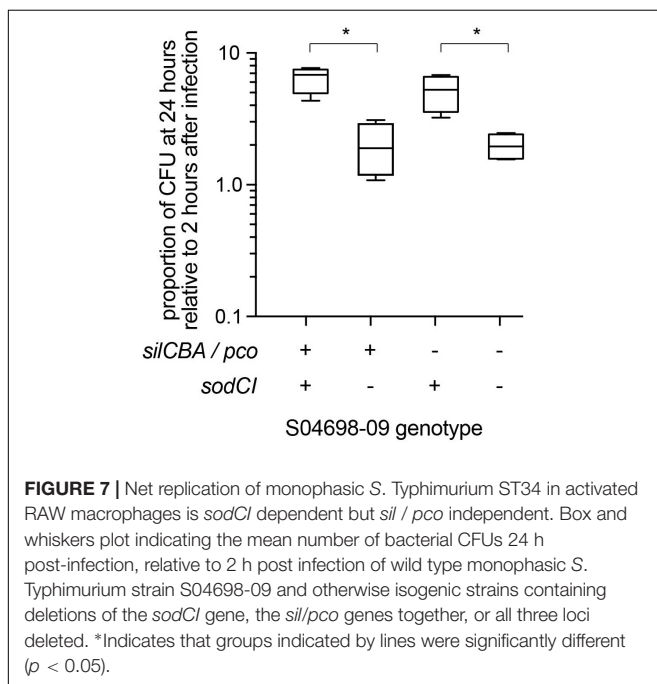 *
*
proportion of CFU at 24 hours
relative to 2 hours after infection
10
1.0
0.1
silCBA / pco + + - -
sodCI + - + -
S04698-09 genotype
FIGURE 7 | Net replication of monophasic S. Typhimurium ST34 in activated
RAW macrophages is sodCI dependent but sil / pco independent. Box and
whiskers plot indicating the mean number of bacterial CFUs 24 h
post-infection, relative to 2 h post infection of wild type monophasic S.
Typhimurium strain S04698-09 and otherwise isogenic strains containing
deletions of the sodCI gene, the sil/pco genes together, or all three loci
deleted. *Indicates that groups indicated by lines were significantly different
(p < 0.05).